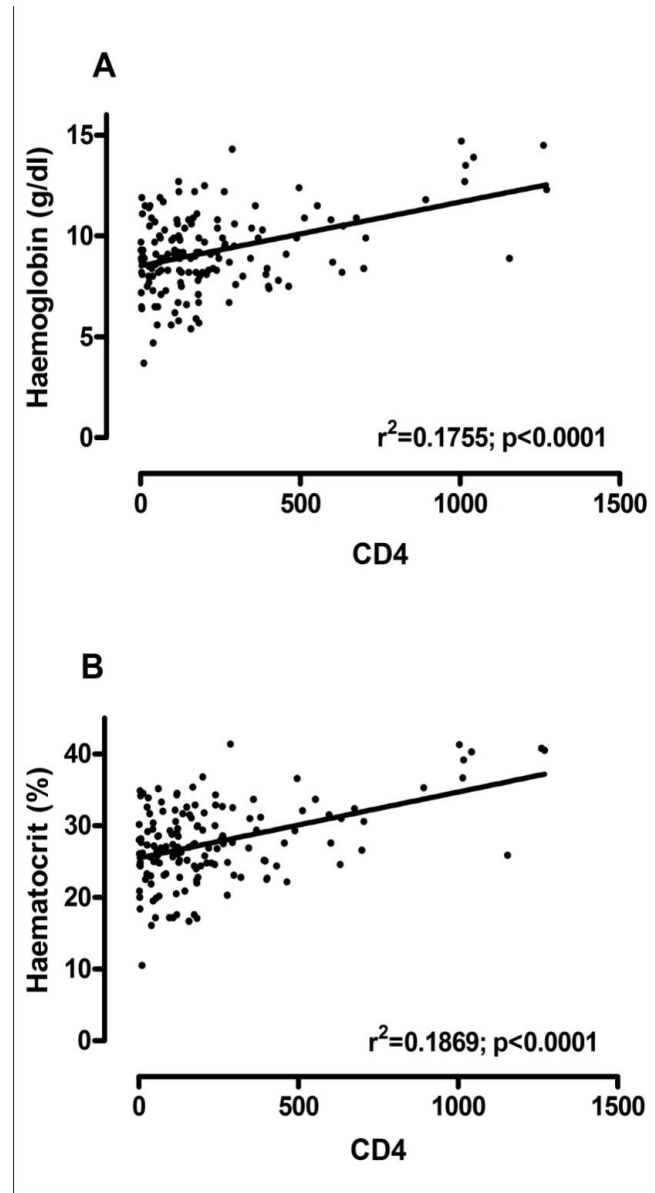 A
Haemoglobin (g/dl)
15
10
5
0
r²=0.1755; p<0.0001
0 500 1000 1500
CD4
B
Haematocrit (%)
40
30
20
10
0
r²=0.1869; p<0.0001
0 500 1000 1500
CD4